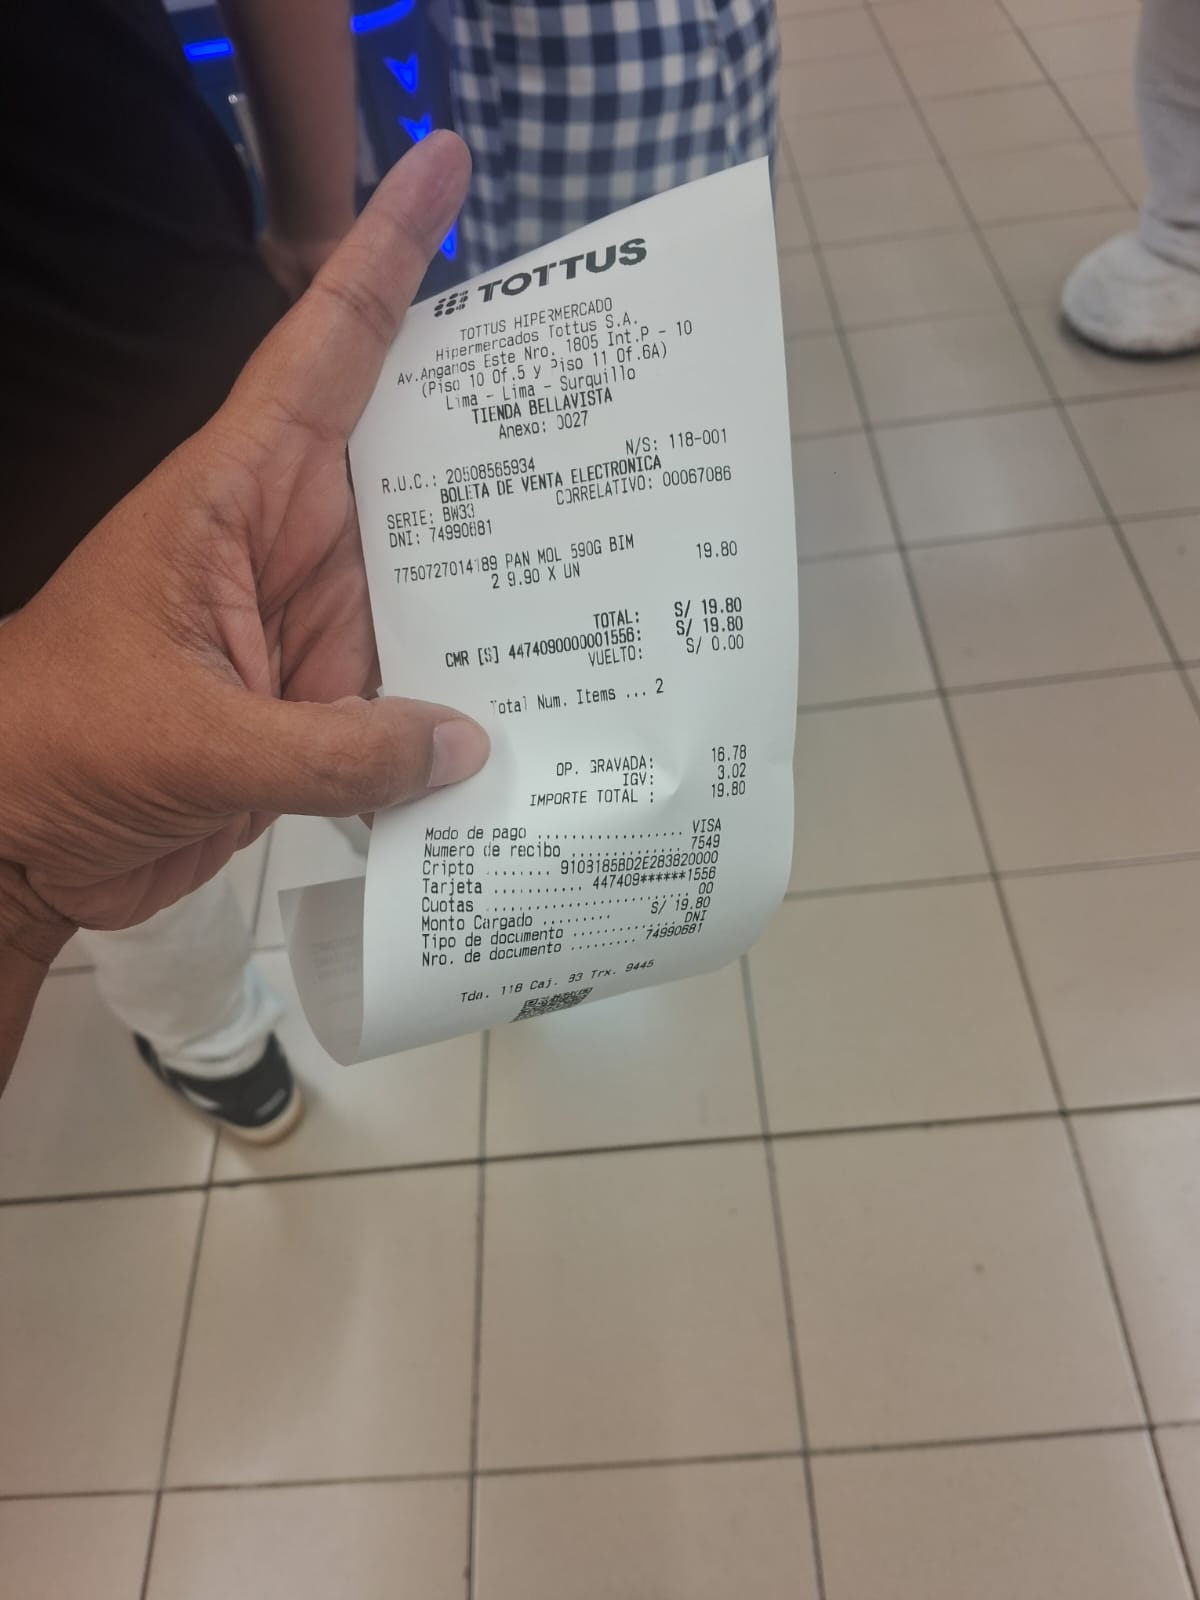 TOTTUS
TOTTUS HIPERMERCADO
Hipermercados Tottus S.A.
Av.Angamos Este Nro. 1805 Int.P - 10
(Piso 10 Of.5 y Piso 11 Of.6A)
Lima - Lima - Surquillo
TIENDA BELLAVISTA
Anexo: 0027
N/S: 118-001
R.U.C.: 20508565934
BOLETA DE VENTA ELECTRONICA
SERIE: BW33 CORRELATIVO: 00067086
DNI: 74990681
7750727014189 PAN MOL 590G BIM 19.80
2 9.90 X UN
TOTAL: S/ 19.80
CMR [S] 4474090000001556: S/ 19.80
VUELTO: S/ 0.00
Total Num. Items ... 2
OP. GRAVADA: 16.78
IGV: 3.02
IMPORTE TOTAL : 19.80
Modo de pago .................. VISA
Numero de recibo .............. 7549
Cripto ........ 9103185BD2E283820000
Tarjeta ........... 447409******1556
Cuotas ......................... 00
Monto Cargado ......... S/ 19.80
Tipo de documento ............. DNI
Nro. de documento ......... 74990681
Tda. 118 Caj. 93 Trx. 9445